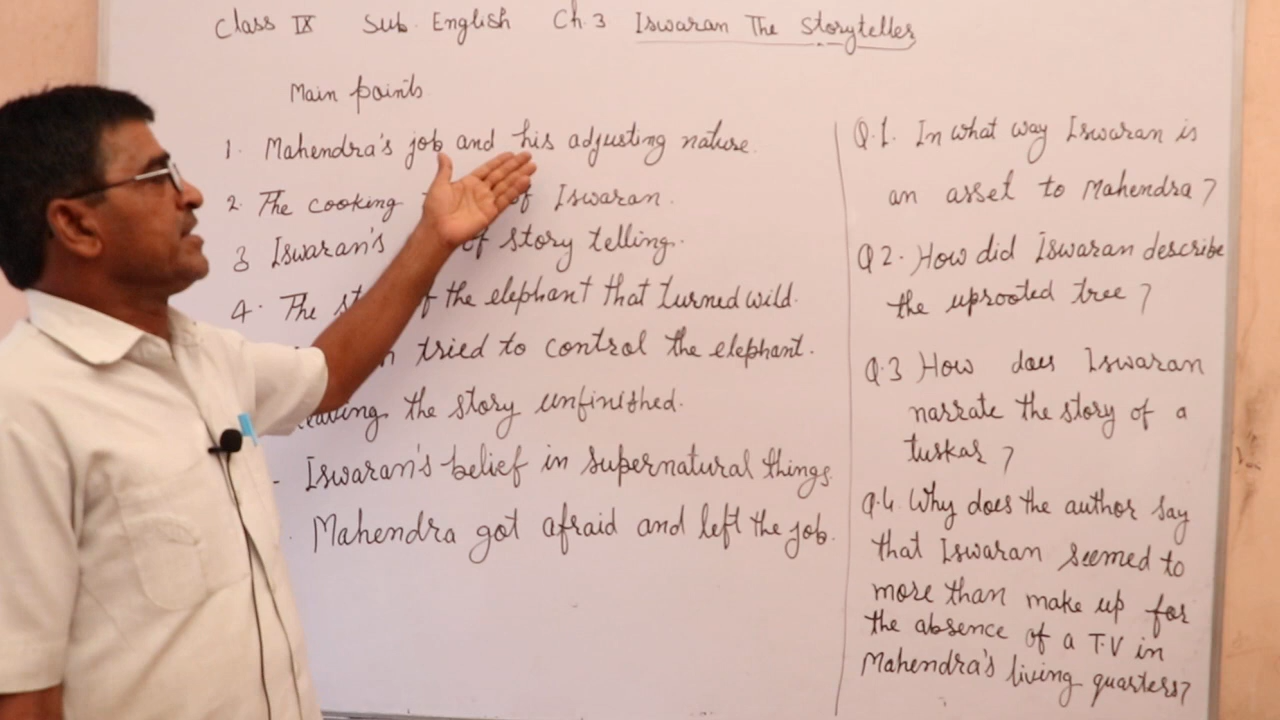 Class IX Sub. English Ch. 3 Iswaran The Storyteller
Main points
1. Mahendra's job and his adjusting nature.
2. The cooking of Iswaran.
3 Iswaran's of story telling.
4. The the elephant that turned wild.
tried to control the elephant.
the story unfinished.
- Iswaran's belief in supernatural things.
. Mahendra got afraid and left the job.
Q.1. In what way Iswaran is
an asset to Mahendra?
Q 2. How did Iswaran describe
the uprooted tree?
Q.3 How does Iswaran
narrate the story of a
tuskar?
Q.4. Why does the author say
that Iswaran seemed to
more than make up for
the absence of a T.V in
Mahendra's living quarters?